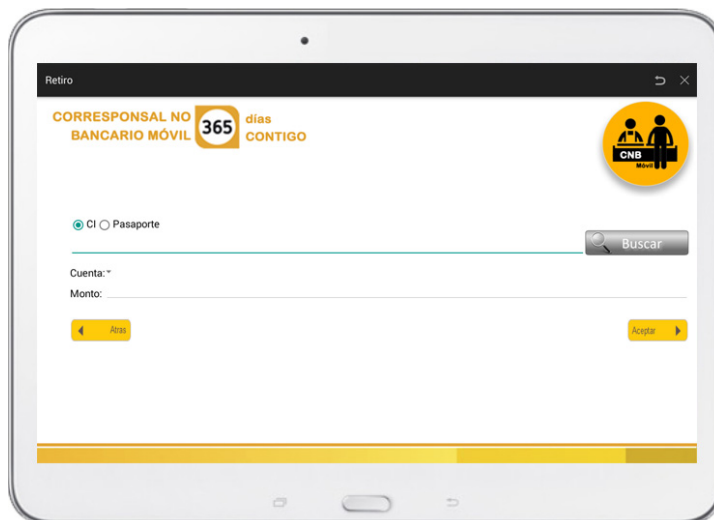 Retiro
CORRESPONSAL NO
BANCARIO MÓVIL
365
días
CONTIGO
CNB
Móvil
CI Pasaporte
Buscar
Cuenta:
Monto:
Atras
Aceptar